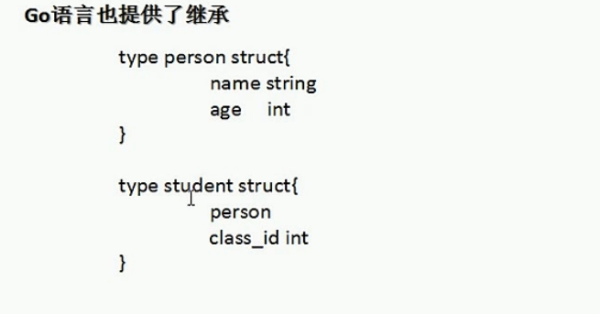 Go语言也提供了继承
type person struct{
name string
age int
}
type student struct{
person
class_id int
}